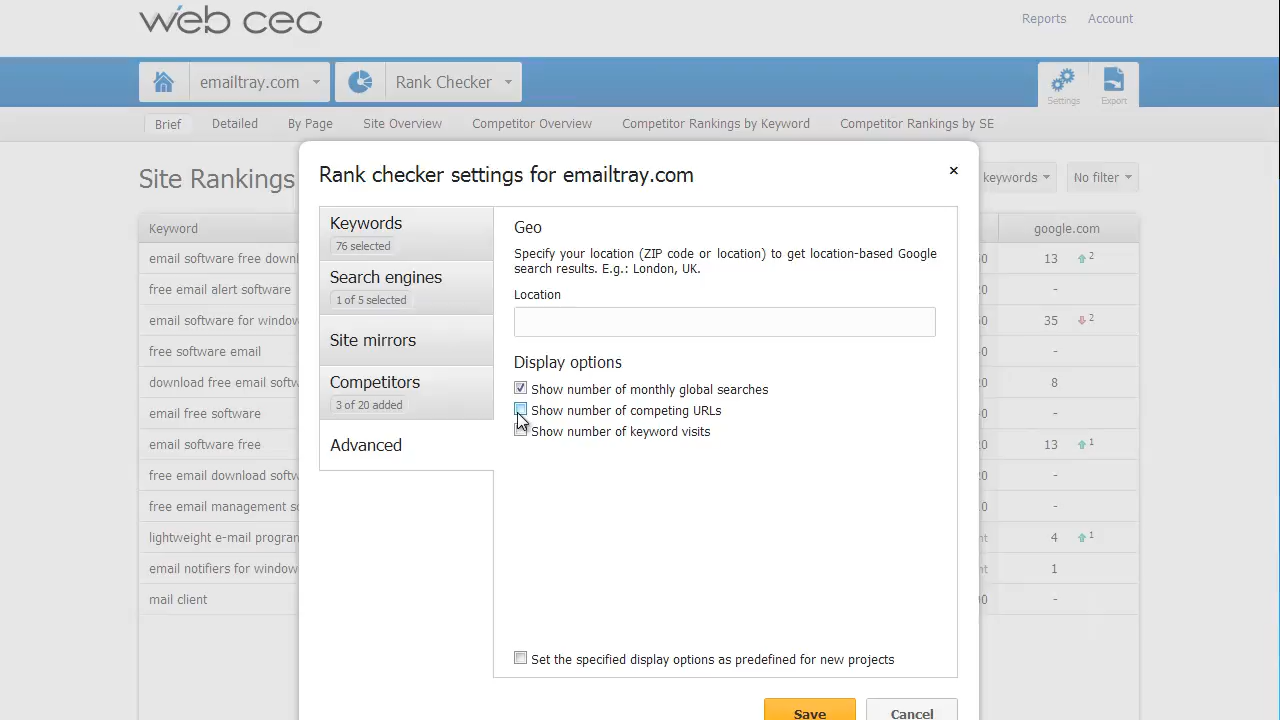 web ceo
Reports
Account
emailtray.com
Rank Checker
Settings
Export
Brief
Detailed
By Page
Site Overview
Competitor Overview
Competitor Rankings by Keyword
Competitor Rankings by SE
Site Rankings
keywords
No filter
Rank checker settings for emailtray.com
Keyword
google.com
email software free downl
13
2
free email alert software
-
email software for window
35
2
free software email
-
download free email softw
8
email free software
-
email software free
13
1
free email download softw
-
free email management so
-
lightweight e-mail program
4
1
email notifiers for window
1
mail client
-
Keywords
76 selected
Search engines
1 of 5 selected
Site mirrors
Competitors
3 of 20 added
Advanced
Geo
Specify your location (ZIP code or location) to get location-based Google
search results. E.g.: London, UK.
Location
Display options
Show number of monthly global searches
Show number of competing URLs
Show number of keyword visits
Set the specified display options as predefined for new projects
Save
Cancel